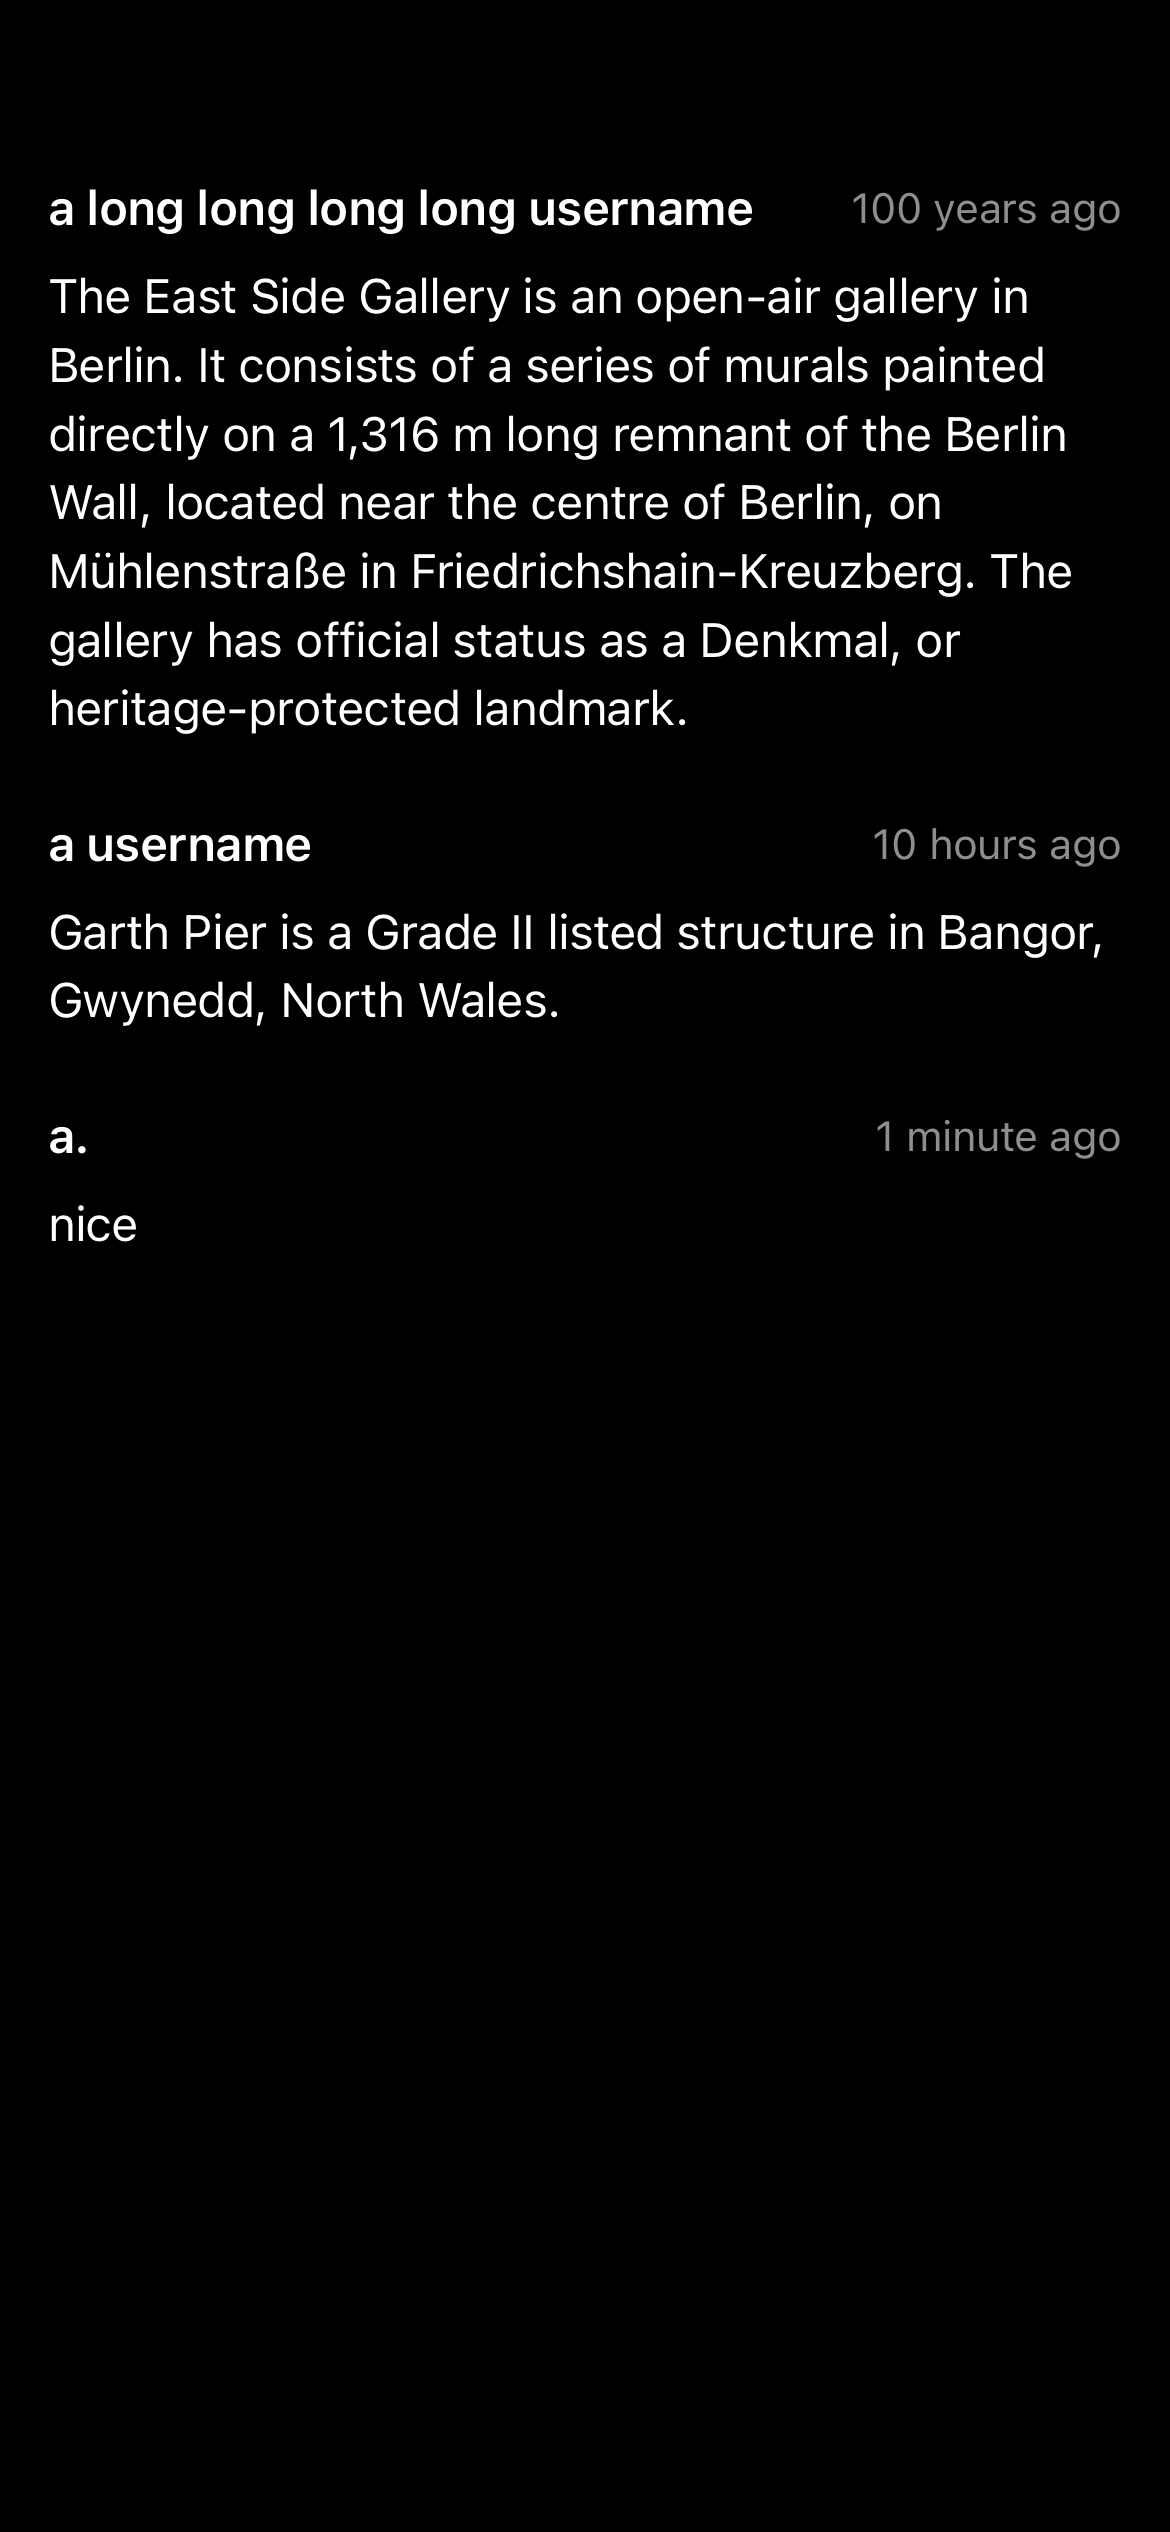 a long long long long username 100 years ago
The East Side Gallery is an open-air gallery in
Berlin. It consists of a series of murals painted
directly on a 1,316 m long remnant of the Berlin
Wall, located near the centre of Berlin, on
Mühlenstraße in Friedrichshain-Kreuzberg. The
gallery has official status as a Denkmal, or
heritage-protected landmark.
a username 10 hours ago
Garth Pier is a Grade II listed structure in Bangor,
Gwynedd, North Wales.
a. 1 minute ago
nice